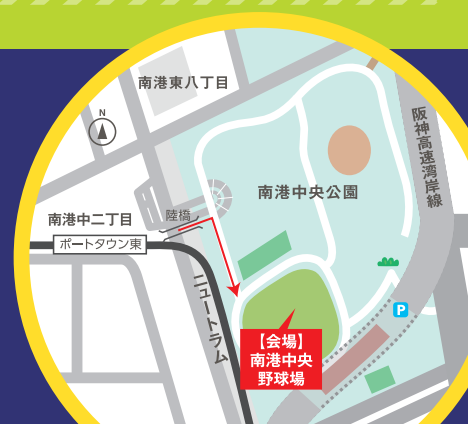 南港東八丁目
N
阪神高速湾岸線
南港中央公園
南港中二丁目
陸橋
ポートタウン東
ニュートラム
P
【会場】
南港中央
野球場